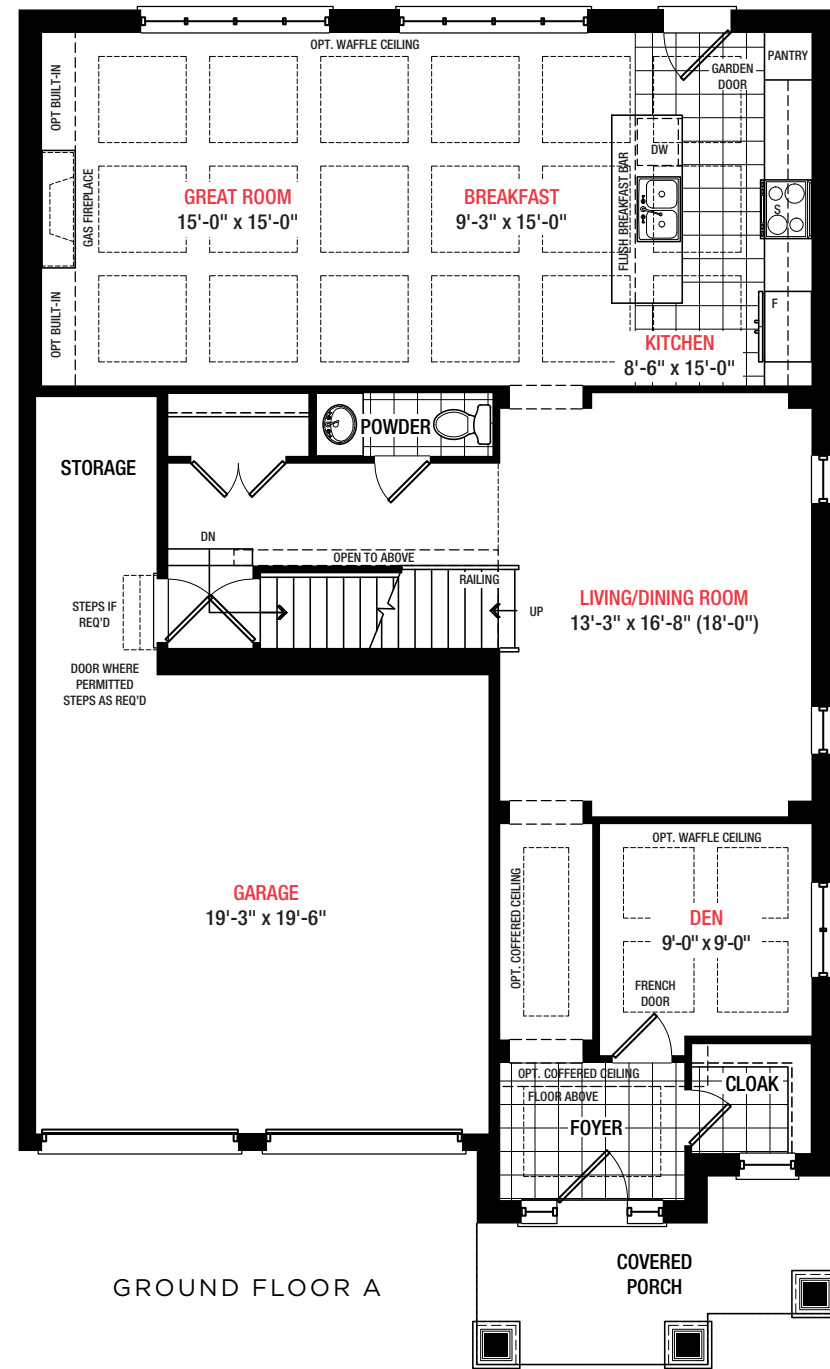 OPT. WAFFLE CEILING
OPT BUILT-IN
GARDEN
DOOR
PANTRY
GAS FIREPLACE
GREAT ROOM
15'-0" x 15'-0"
BREAKFAST
9'-3" x 15'-0"
FLUSH BREAKFAST BAR
DW
S
F
OPT BUILT-IN
KITCHEN
8'-6" x 15'-0"
STORAGE
POWDER
DN
OPEN TO ABOVE
RAILING
UP
STEPS IF
REQ'D
DOOR WHERE
PERMITTED
STEPS AS REQ'D
LIVING/DINING ROOM
13'-3" x 16'-8" (18'-0")
GARAGE
19'-3" x 19'-6"
OPT. COFFERED CEILING
OPT. WAFFLE CEILING
DEN
9'-0" x 9'-0"
FRENCH
DOOR
OPT. COFFERED CEILING
FLOOR ABOVE
FOYER
CLOAK
COVERED
PORCH
GROUND FLOOR A